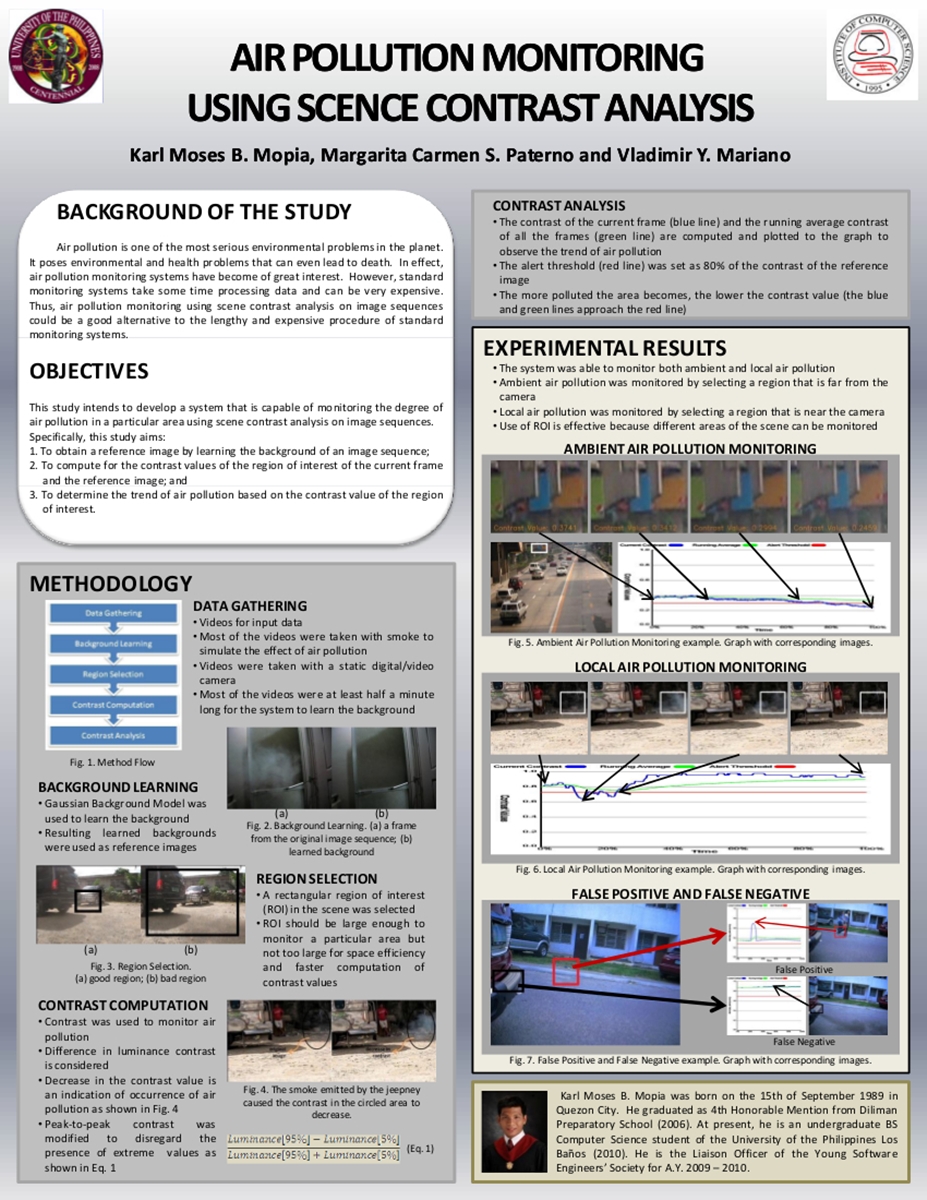 UNIVERSITY OF THE PHILIPPINES
CENTENNIAL
INSTITUTE OF COMPUTER SCIENCE
1995
AIR POLLUTION MONITORING
USING SCENCE CONTRAST ANALYSIS
Karl Moses B. Mopia, Margarita Carmen S. Paterno and Vladimir Y. Mariano
BACKGROUND OF THE STUDY
Air pollution is one of the most serious environmental problems in the planet.
It poses environmental and health problems that can even lead to death. In effect,
air pollution monitoring systems have become of great interest. However, standard
monitoring systems take some time processing data and can be very expensive.
Thus, air pollution monitoring using scene contrast analysis on image sequences
could be a good alternative to the lengthy and expensive procedure of standard
monitoring systems.
OBJECTIVES
This study intends to develop a system that is capable of monitoring the degree of
air pollution in a particular area using scene contrast analysis on image sequences.
Specifically, this study aims:
1. To obtain a reference image by learning the background of an image sequence;
2. To compute for the contrast values of the region of interest of the current frame
and the reference image; and
3. To determine the trend of air pollution based on the contrast value of the region
of interest.
METHODOLOGY
Data Gathering
Background Learning
Region Selection
Contrast Computation
Contrast Analysis
Fig. 1. Method Flow
DATA GATHERING
• Videos for input data
• Most of the videos were taken with smoke to
simulate the effect of air pollution
• Videos were taken with a static digital/video
camera
• Most of the videos were at least half a minute
long for the system to learn the background
(a) (b)
Fig. 2. Background Learning. (a) a frame
from the original image sequence; (b)
learned background
BACKGROUND LEARNING
• Gaussian Background Model was
used to learn the background
• Resulting learned backgrounds
were used as reference images
(a) (b)
Fig. 3. Region Selection.
(a) good region; (b) bad region
REGION SELECTION
• A rectangular region of interest
(ROI) in the scene was selected
• ROI should be large enough to
monitor a particular area but
not too large for space efficiency
and faster computation of
contrast values
CONTRAST COMPUTATION
• Contrast was used to monitor air
pollution
• Difference in luminance contrast
is considered
• Decrease in the contrast value is
an indication of occurrence of air
pollution as shown in Fig. 4
• Peak-to-peak contrast was
modified to disregard the
presence of extreme values as
shown in Eq. 1
Fig. 4. The smoke emitted by the jeepney
caused the contrast in the circled area to
decrease.
Luminance[95%] − Luminance[5%]
Luminance[95%] + Luminance[5%]
(Eq. 1)
CONTRAST ANALYSIS
• The contrast of the current frame (blue line) and the running average contrast
of all the frames (green line) are computed and plotted to the graph to
observe the trend of air pollution
• The alert threshold (red line) was set as 80% of the contrast of the reference
image
• The more polluted the area becomes, the lower the contrast value (the blue
and green lines approach the red line)
EXPERIMENTAL RESULTS
• The system was able to monitor both ambient and local air pollution
• Ambient air pollution was monitored by selecting a region that is far from the
camera
• Local air pollution was monitored by selecting a region that is near the camera
• Use of ROI is effective because different areas of the scene can be monitored
AMBIENT AIR POLLUTION MONITORING
Contrast Value: Contrast Value: Contrast Value: Contrast Value:
Current Contrast Running Average Alert Threshold
Time
Fig. 5. Ambient Air Pollution Monitoring example. Graph with corresponding images.
LOCAL AIR POLLUTION MONITORING
Current Contrast Running Average Alert Threshold
0.8
0.6
0.4
0.2
0.0
0% 20% 40% 60% 80% 100%
Time
Fig. 6. Local Air Pollution Monitoring example. Graph with corresponding images.
FALSE POSITIVE AND FALSE NEGATIVE
False Positive
False Negative
Fig. 7. False Positive and False Negative example. Graph with corresponding images.
Karl Moses B. Mopia was born on the 15th of September 1989 in
Quezon City. He graduated as 4th Honorable Mention from Diliman
Preparatory School (2006). At present, he is an undergraduate BS
Computer Science student of the University of the Philippines Los
Baños (2010). He is the Liaison Officer of the Young Software
Engineers' Society for A.Y. 2009 – 2010.